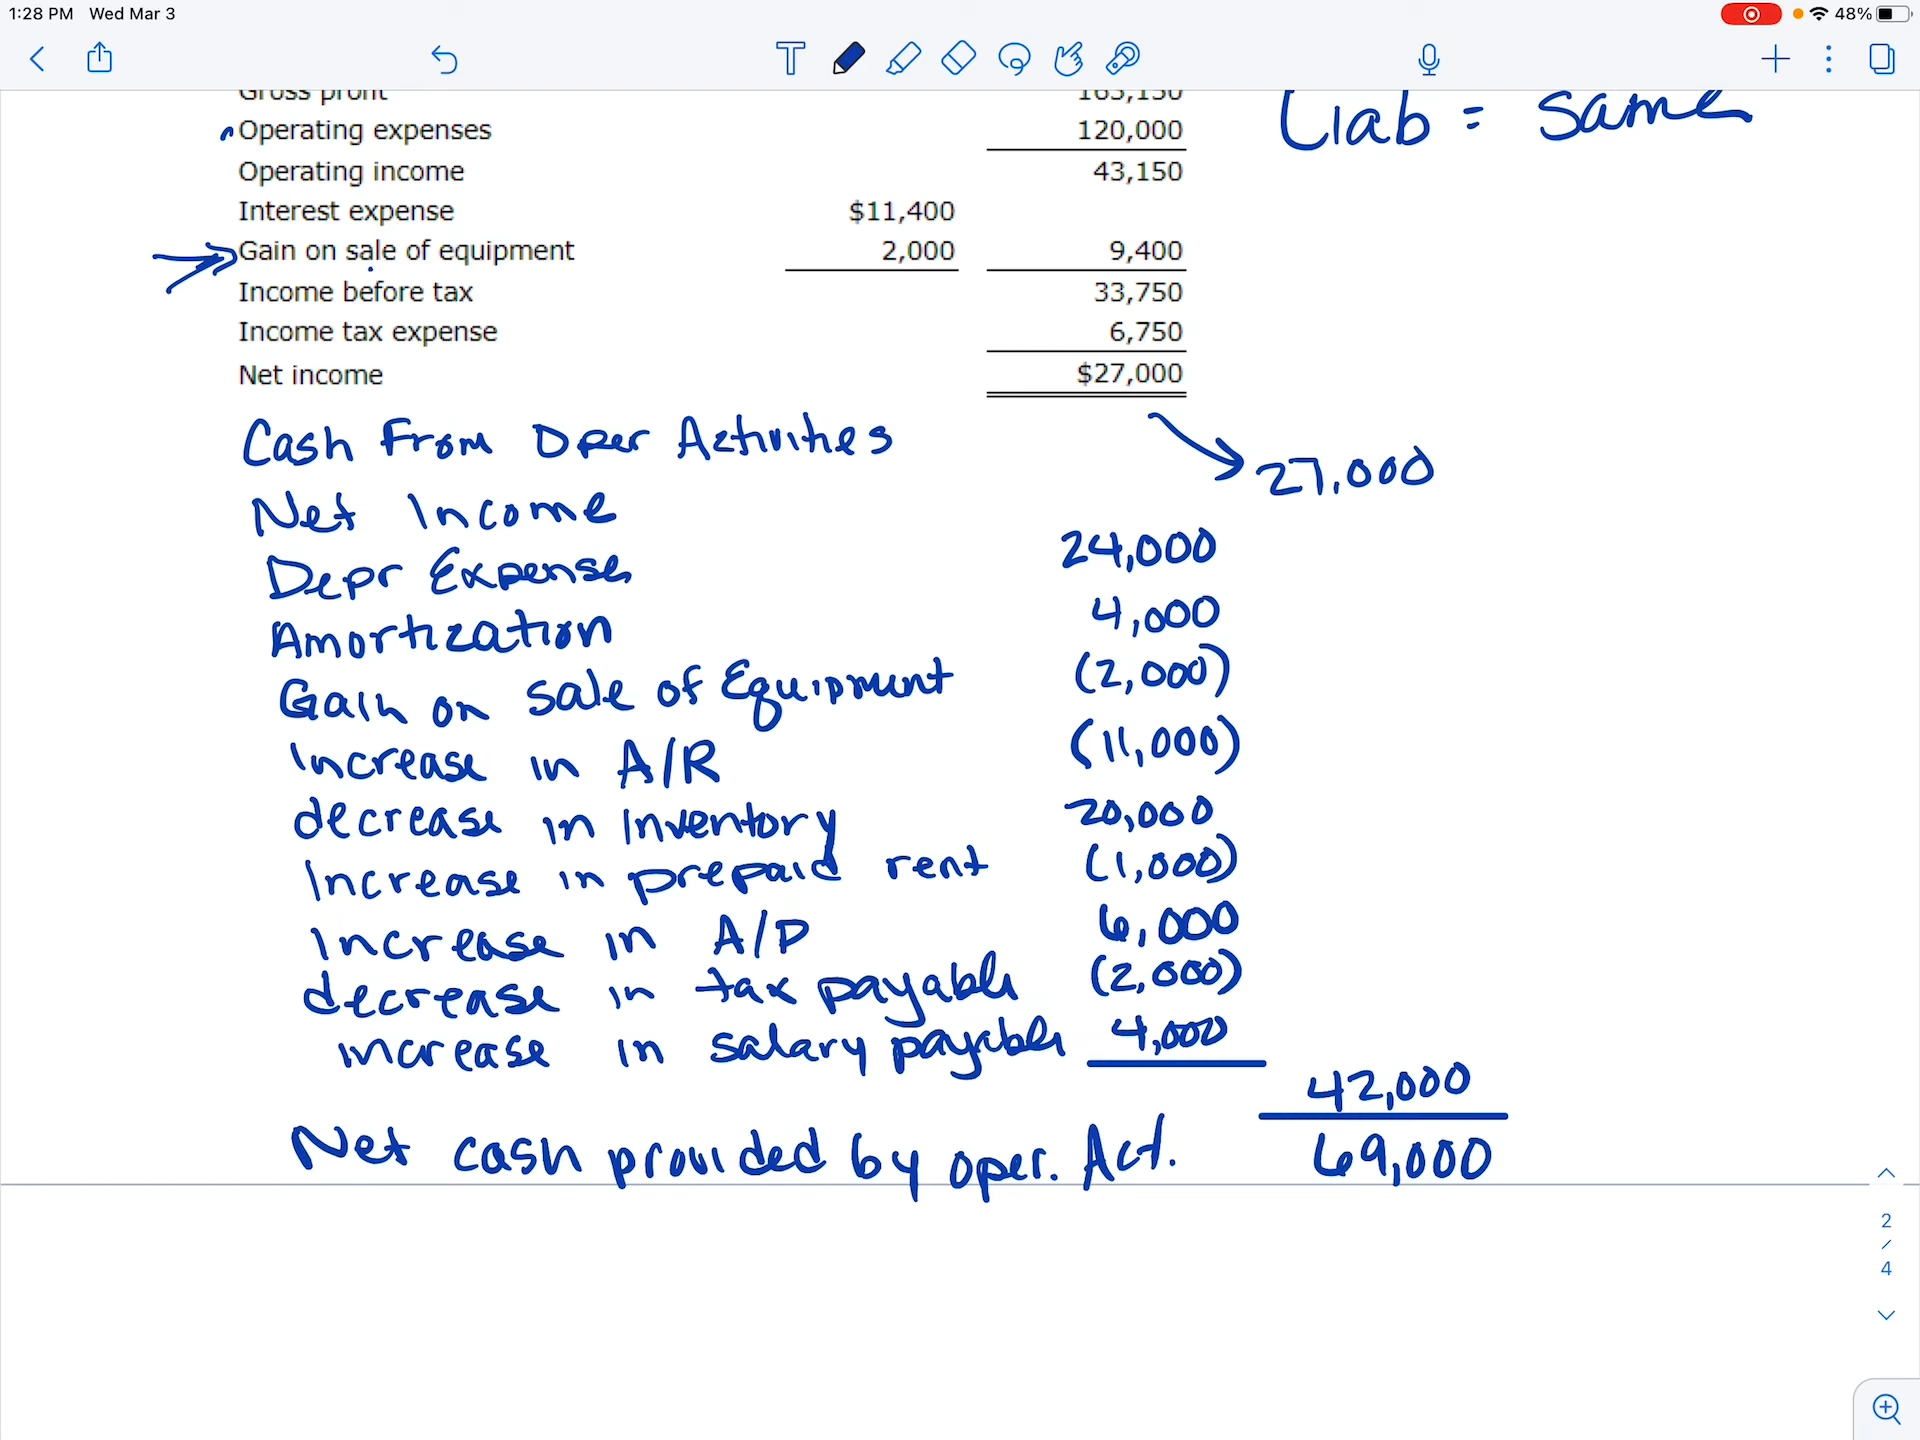 1:28 PM Wed Mar 3 48%
Gross profit 163,150
Liab = Same
Operating expenses 120,000
Operating income 43,150
Interest expense $11,400
Gain on sale of equipment 2,000 9,400
Income before tax 33,750
Income tax expense 6,750
Net income $27,000
Cash From Oper Activities
Net Income 27,000
Depr Expense 24,000
Amortization 4,000
Gain on sale of Equipment (2,000)
Increase in A/R (11,000)
decrease in inventory 20,000
Increase in prepaid rent (1,000)
Increase in A/P 6,000
decrease in tax payable (2,000)
increase in salary payable 4,000
42,000
Net cash provided by oper. Act. 69,000
2
/
4